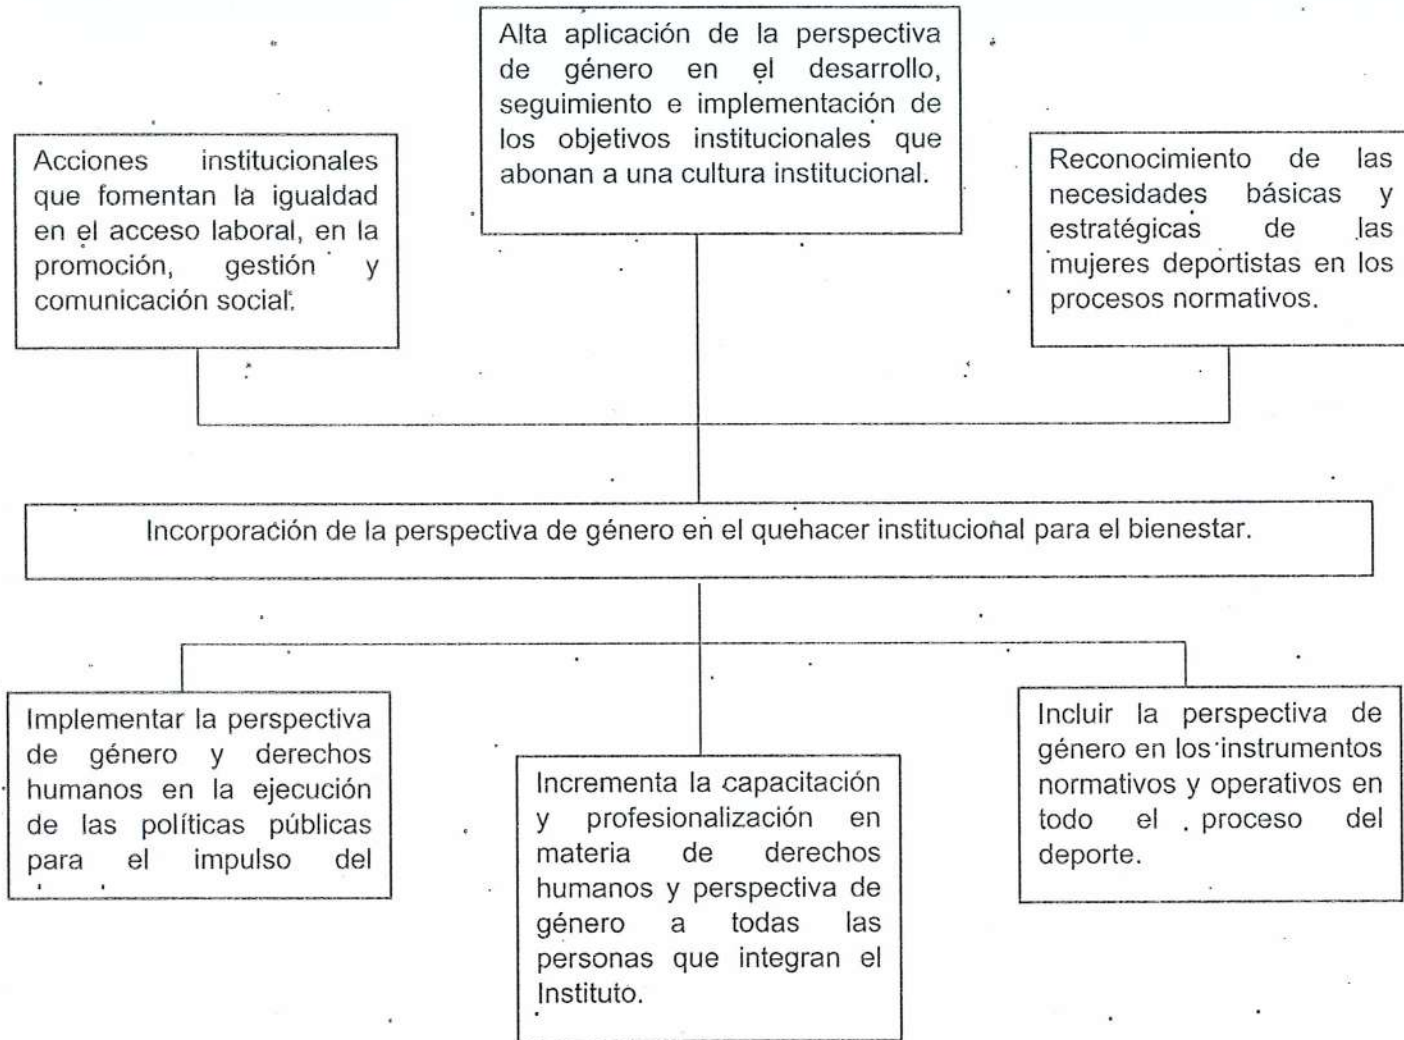 Alta aplicación de la perspectiva
de género en el desarrollo,
seguimiento e implementación de
los objetivos institucionales que
abonan a una cultura institucional.
Acciones institucionales
que fomentan la igualdad
en el acceso laboral, en la
promoción, gestión y
comunicación social.
Reconocimiento de las
necesidades básicas y
estratégicas de las
mujeres deportistas en los
procesos normativos.
Incorporación de la perspectiva de género en el quehacer institucional para el bienestar.
Implementar la perspectiva
de género y derechos
humanos en la ejecución
de las políticas públicas
para el impulso del
Incrementa la capacitación
y profesionalización en
materia de derechos
humanos y perspectiva de
género a todas las
personas que integran el
Instituto.
Incluir la perspectiva de
género en los instrumentos
normativos y operativos en
todo el proceso del
deporte.